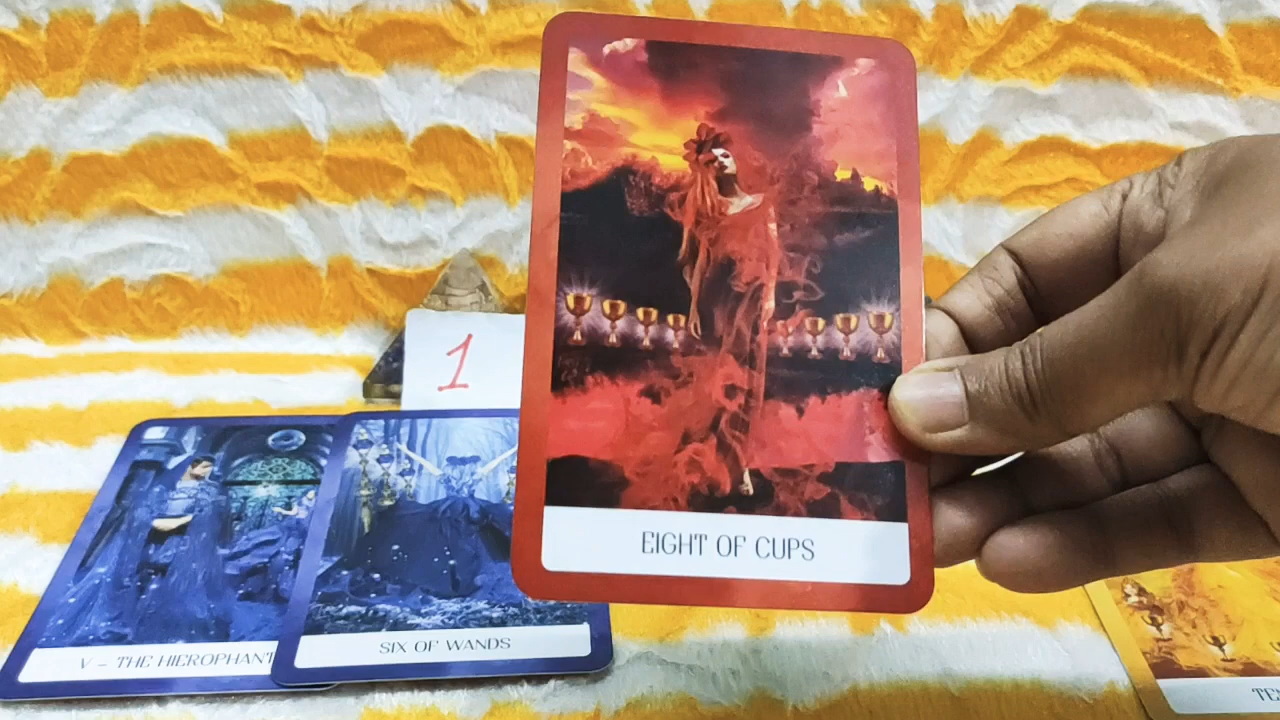 1
EIGHT OF CUPS
V – THE HIEROPHANT
SIX OF WANDS